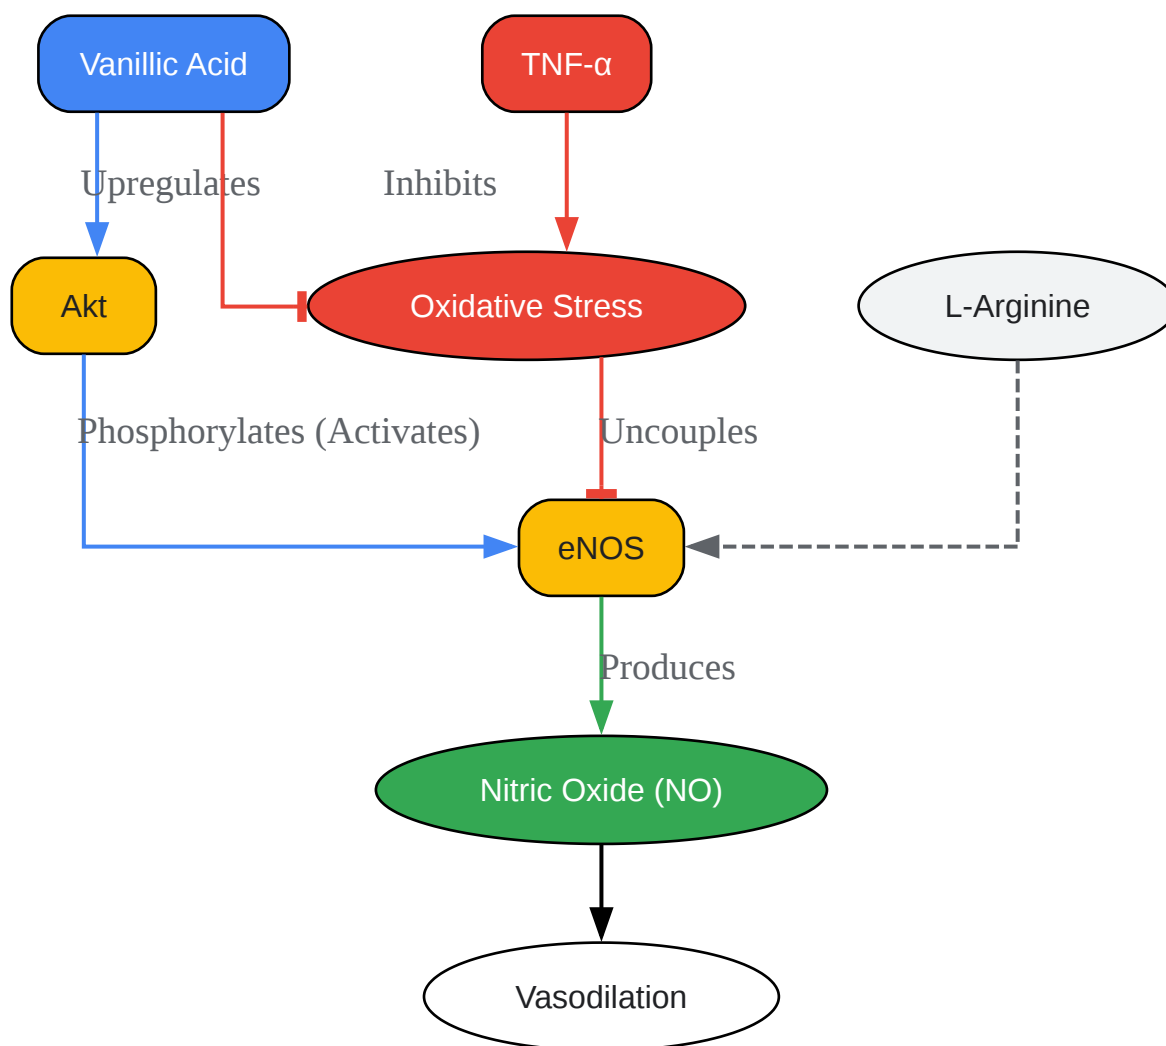 Vanillic Acid
TNF-α
Upregulates
Inhibits
Akt
Oxidative Stress
L-Arginine
Phosphorylates (Activates)
Uncouples
eNOS
Produces
Nitric Oxide (NO)
Vasodilation